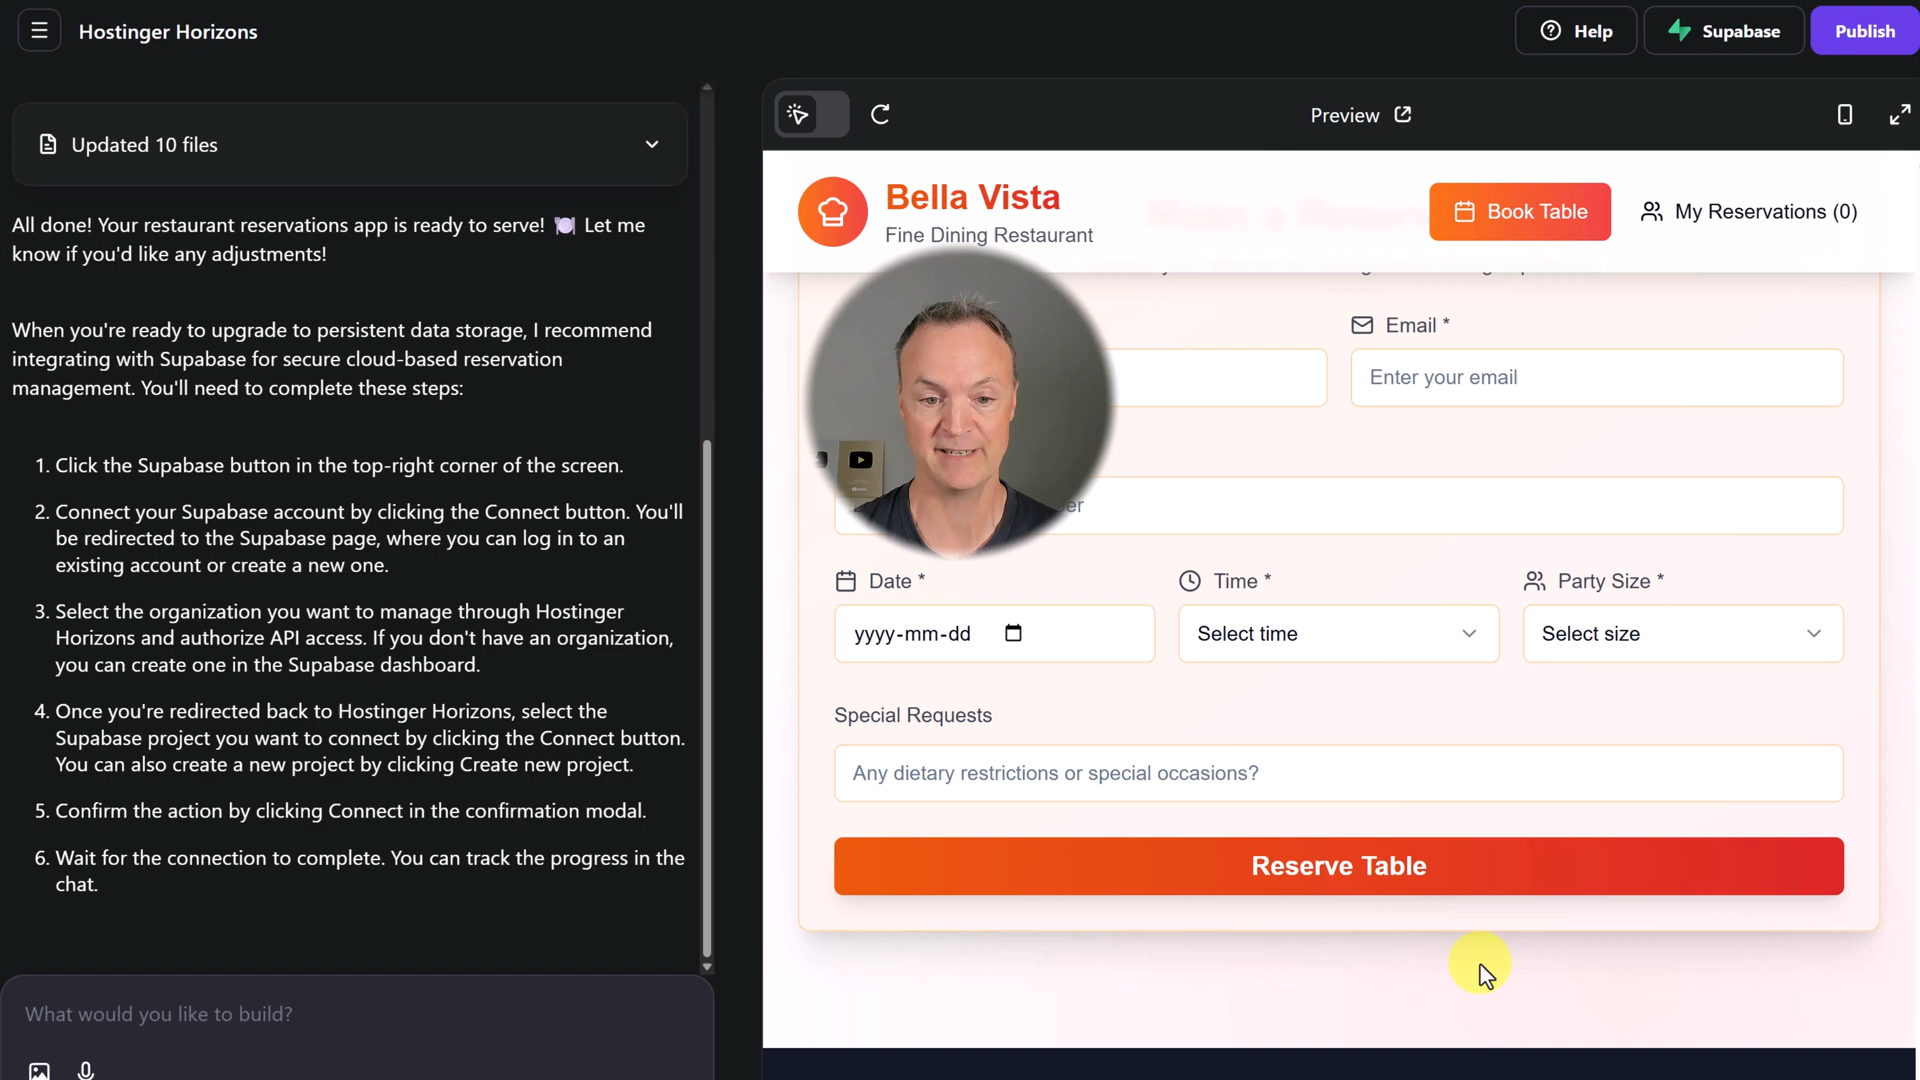 Hostinger Horizons
Help
Supabase
Publish
Updated 10 files
All done! Your restaurant reservations app is ready to serve! 🍽️ Let me
know if you'd like any adjustments!
When you're ready to upgrade to persistent data storage, I recommend
integrating with Supabase for secure cloud-based reservation
management. You'll need to complete these steps:
1. Click the Supabase button in the top-right corner of the screen.
2. Connect your Supabase account by clicking the Connect button. You'll
be redirected to the Supabase page, where you can log in to an
existing account or create a new one.
3. Select the organization you want to manage through Hostinger
Horizons and authorize API access. If you don't have an organization,
you can create one in the Supabase dashboard.
4. Once you're redirected back to Hostinger Horizons, select the
Supabase project you want to connect by clicking the Connect button.
You can also create a new project by clicking Create new project.
5. Confirm the action by clicking Connect in the confirmation modal.
6. Wait for the connection to complete. You can track the progress in the
chat.
What would you like to build?
Preview
Bella Vista
Fine Dining Restaurant
Book Table
My Reservations (0)
Email *
Enter your email
Date *
Time *
Party Size *
yyyy-mm-dd
Select time
Select size
Special Requests
Any dietary restrictions or special occasions?
Reserve Table